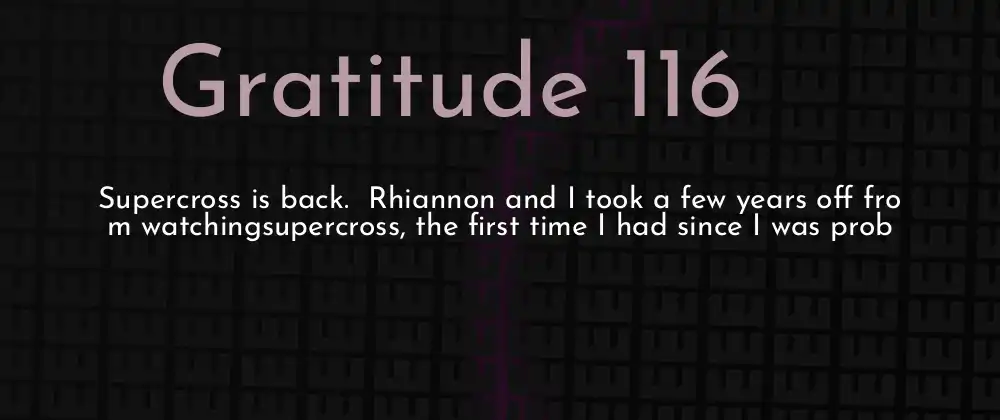 Gratitude 116
Supercross is back.  Rhiannon and I took a few years off fro
m watchingsupercross, the first time I had since I was prob